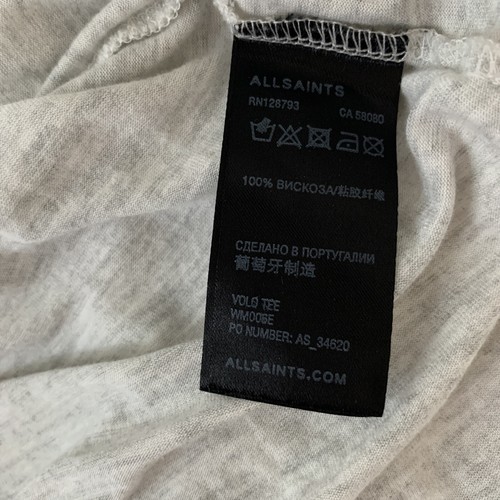 ALLSAINTS
RN126793 CA 58080
100% ВИСКОЗА/粘胶纤维
СДЕЛАНО В ПОРТУГАЛИИ
葡萄牙制造
VOLO TEE
WM006E
PO NUMBER: AS_34620
ALLSAINTS.COM